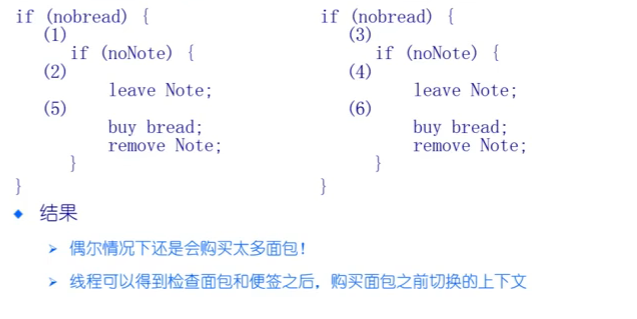 if (nobread) {
(1)
if (noNote) {
(2)
leave Note;
(5)
buy bread;
remove Note;
}
}
if (nobread) {
(3)
if (noNote) {
(4)
leave Note;
(6)
buy bread;
remove Note;
}
}
结果
偶尔情况下还是会购买太多面包！
线程可以得到检查面包和便签之后，购买面包之前切换的上下文